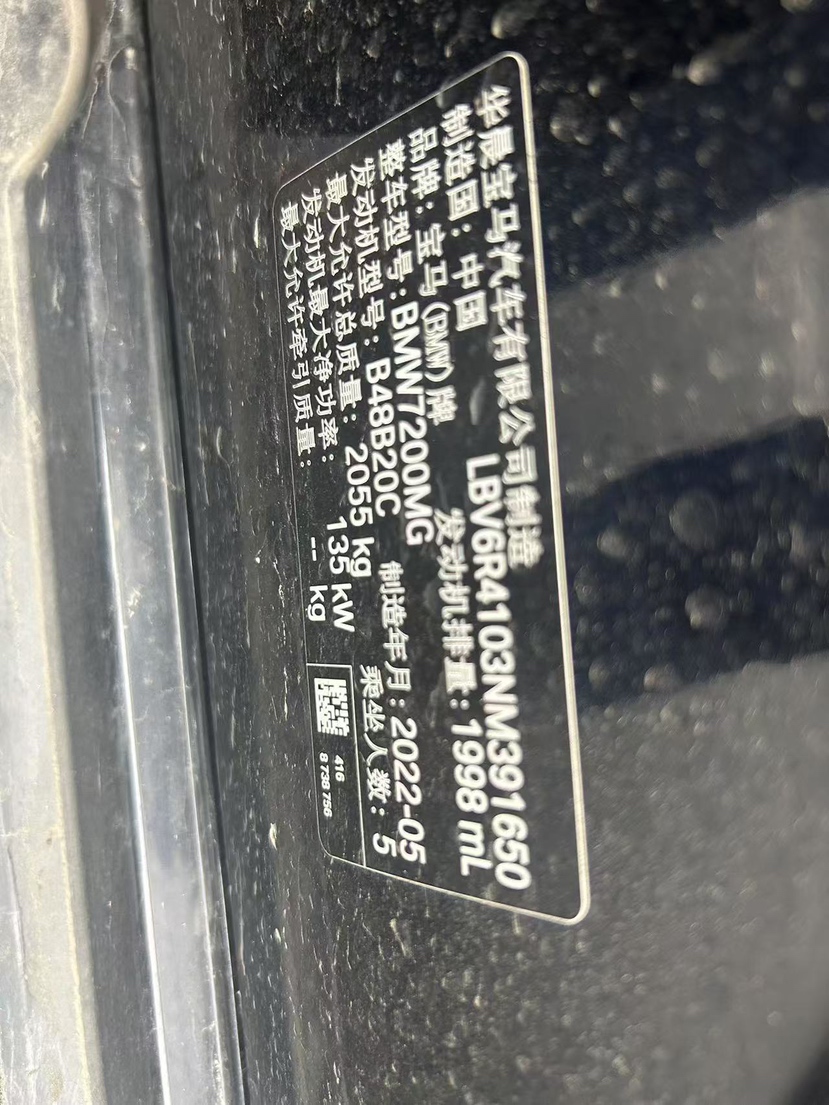 华晨宝马汽车有限公司制造
制造国：中国 LBV6R4103NM391650
品牌：宝马(BMW)牌 发动机排量：1998 mL
整车型号：BMW7200MG 制造年月：2022-05
发动机型号：B48B20C 乘坐人数：5
最大允许总质量：2055 kg
发动机最大净功率：135 kW
最大允许牵引质量：-- kg
416
8 738 756